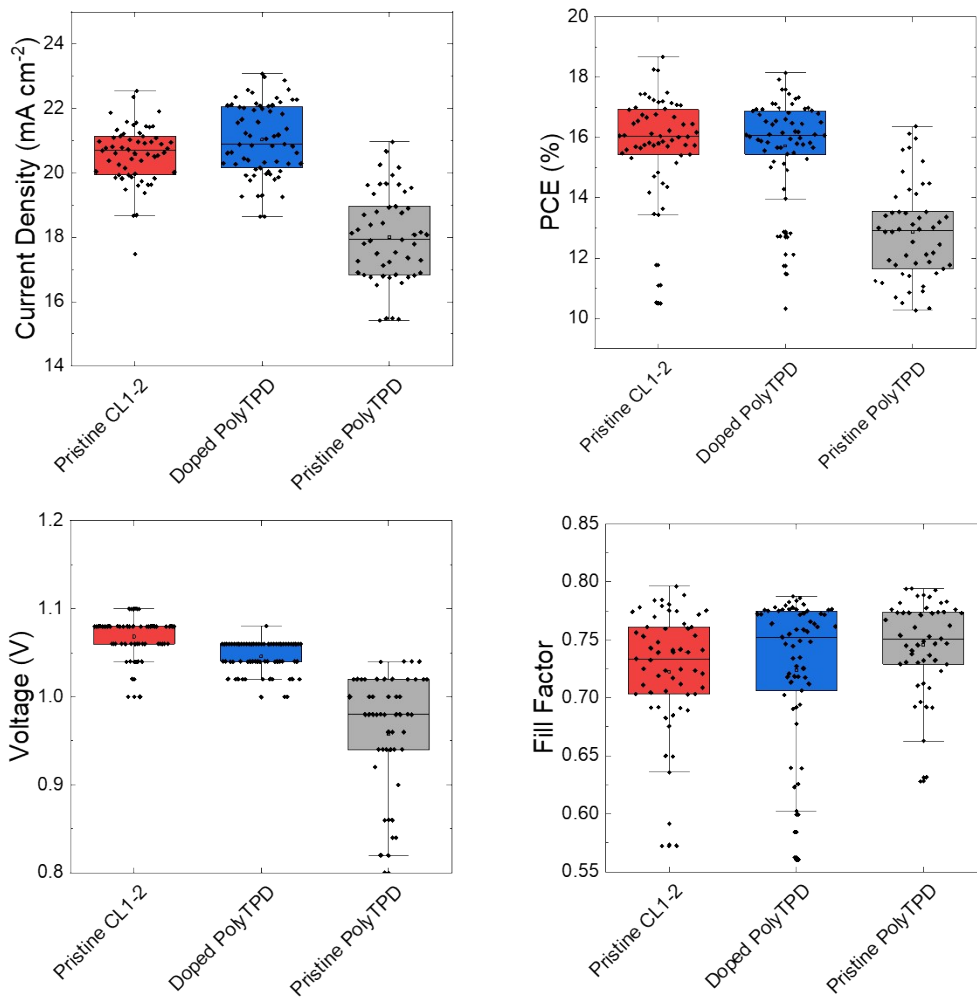 Current Density (mA cm-2)
24
22
20
18
16
14
Pristine CL1-2
Doped PolyTPD
Pristine PolyTPD
PCE (%)
20
18
16
14
12
10
Pristine CL1-2
Doped PolyTPD
Pristine PolyTPD
Voltage (V)
1.2
1.1
1.0
0.9
0.8
Pristine CL1-2
Doped PolyTPD
Pristine PolyTPD
Fill Factor
0.85
0.80
0.75
0.70
0.65
0.60
0.55
Pristine CL1-2
Doped PolyTPD
Pristine PolyTPD